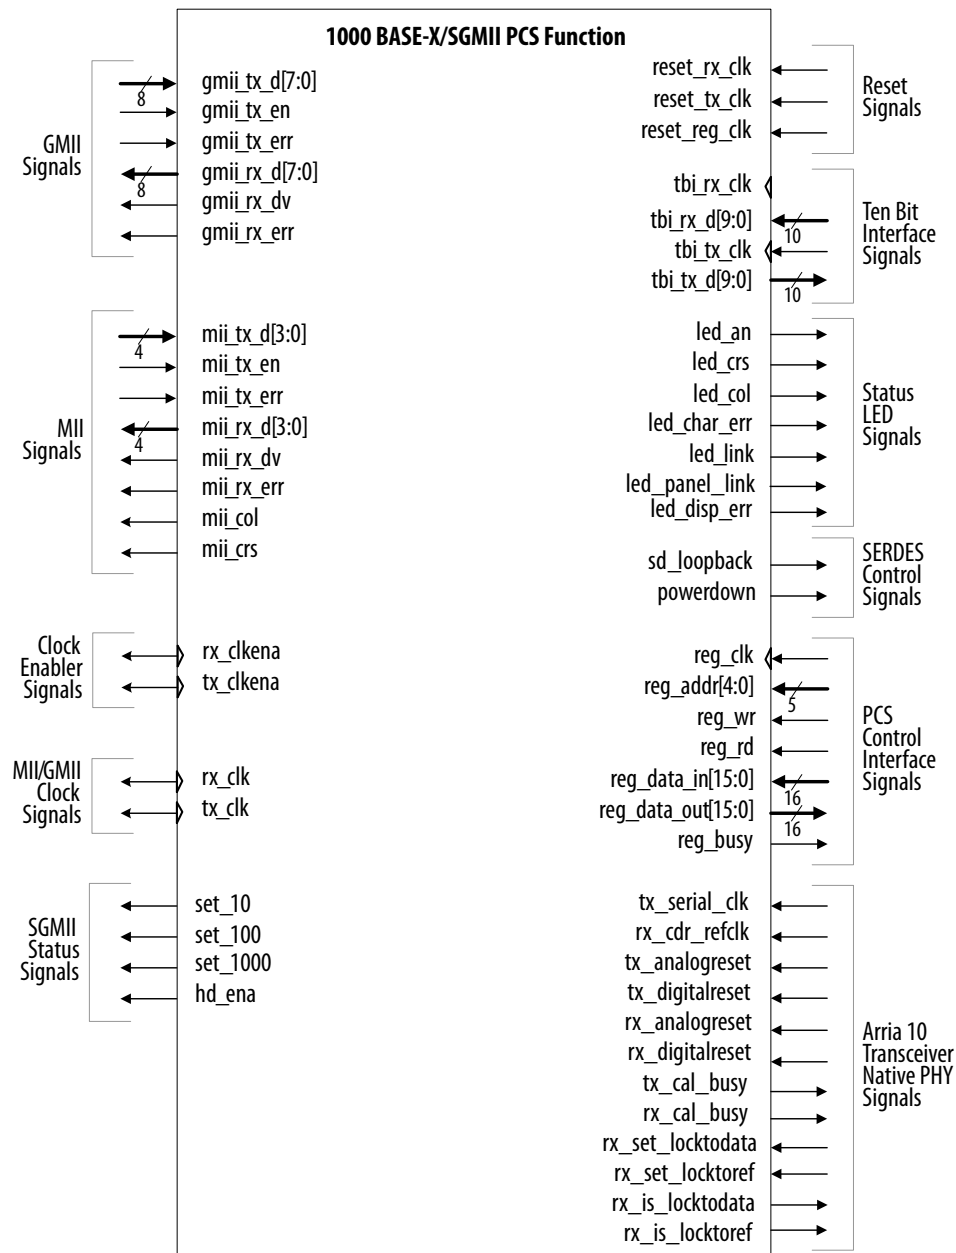 1000 BASE-X/SGMII PCS Function
GMII
Signals
8
gmii_tx_d[7:0]
gmii_tx_en
gmii_tx_err
8
gmii_rx_d[7:0]
gmii_rx_dv
gmii_rx_err
MII
Signals
4
mii_tx_d[3:0]
mii_tx_en
mii_tx_err
4
mii_rx_d[3:0]
mii_rx_dv
mii_rx_err
mii_col
mii_crs
Clock
Enabler
Signals
rx_clkena
tx_clkena
MII/GMII
Clock
Signals
rx_clk
tx_clk
SGMII
Status
Signals
set_10
set_100
set_1000
hd_ena
reset_rx_clk
reset_tx_clk
reset_reg_clk
Reset
Signals
tbi_rx_clk
tbi_rx_d[9:0]
10
tbi_tx_clk
tbi_tx_d[9:0]
10
Ten Bit
Interface
Signals
led_an
led_crs
led_col
led_char_err
led_link
led_panel_link
led_disp_err
Status
LED
Signals
sd_loopback
powerdown
SERDES
Control
Signals
reg_clk
reg_addr[4:0]
5
reg_wr
reg_rd
reg_data_in[15:0]
16
reg_data_out[15:0]
16
reg_busy
PCS
Control
Interface
Signals
tx_serial_clk
rx_cdr_refclk
tx_analogreset
tx_digitalreset
rx_analogreset
rx_digitalreset
tx_cal_busy
rx_cal_busy
rx_set_locktodata
rx_set_locktoref
rx_is_locktodata
rx_is_locktoref
Arria 10
Transceiver
Native PHY
Signals